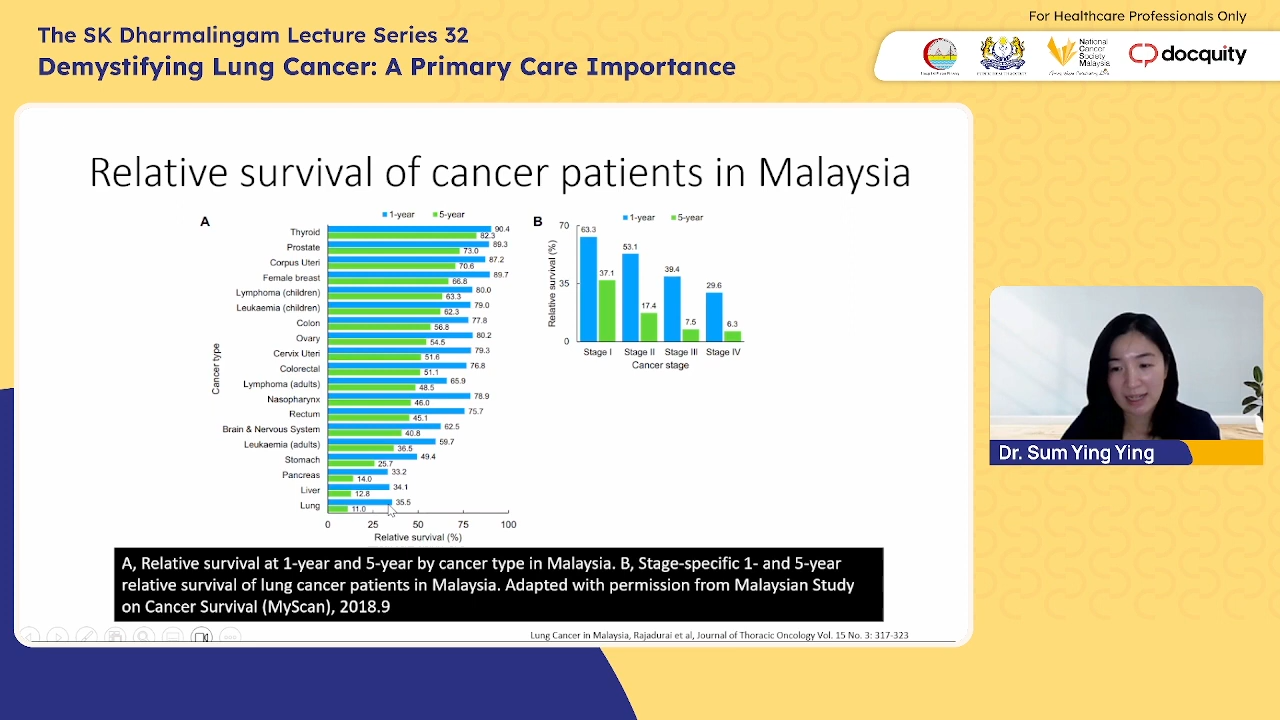 For Healthcare Professionals Only
The SK Dharmalingam Lecture Series 32
Demystifying Lung Cancer: A Primary Care Importance
National
Cancer
Society
Malaysia
docquity
Relative survival of cancer patients in Malaysia
A
1-year 5-year
Cancer type
Thyroid 90.4 82.3
Prostate 89.3 73.0
Corpus Uteri 87.2 70.6
Female breast 89.7 66.8
Lymphoma (children) 80.0 63.3
Leukaemia (children) 79.0 62.3
Colon 77.8 56.8
Ovary 80.2 54.5
Cervix Uteri 79.3 51.6
Colorectal 76.8 51.1
Lymphoma (adults) 65.9 48.5
Nasopharynx 78.9 46.0
Rectum 75.7 45.1
Brain & Nervous System 62.5 40.8
Leukaemia (adults) 59.7 36.5
Stomach 49.4 25.7
Pancreas 33.2 14.0
Liver 34.1 12.8
Lung 35.5 11.0
0 25 50 75 100
Relative survival (%)
B
1-year 5-year
Relative survival (%)
70
35
0
63.3 37.1 53.1 17.4 39.4 7.5 29.6 6.3
Stage I Stage II Stage III Stage IV
Cancer stage
A, Relative survival at 1-year and 5-year by cancer type in Malaysia. B, Stage-specific 1- and 5-year
relative survival of lung cancer patients in Malaysia. Adapted with permission from Malaysian Study
on Cancer Survival (MyScan), 2018.9
Lung Cancer in Malaysia, Rajadurai et al, Journal of Thoracic Oncology Vol. 15 No. 3: 317-323
Dr. Sum Ying Ying